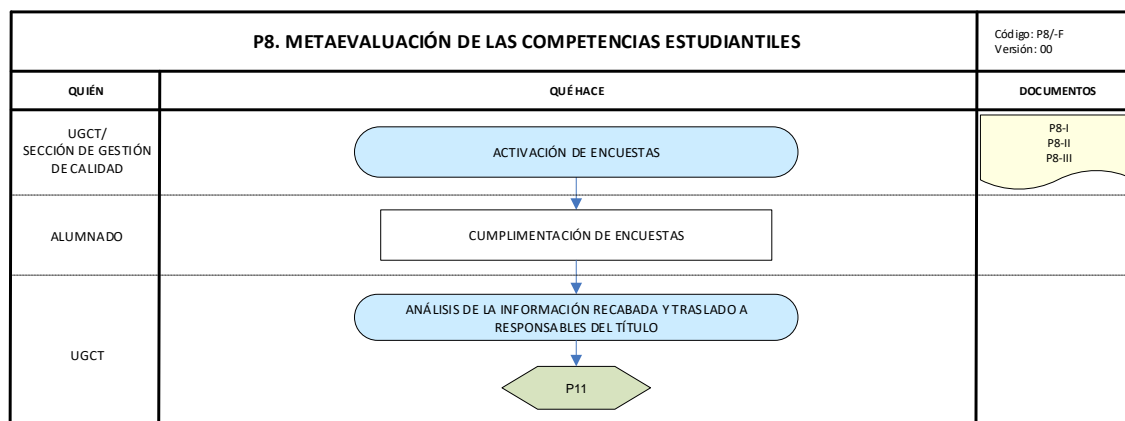 P8. METAEVALUACIÓN DE LAS COMPETENCIAS ESTUDIANTILES
Código: P8/-F
Versión: 00
QUIÉN
QUÉ HACE
DOCUMENTOS
UGCT/
SECCIÓN DE GESTIÓN
DE CALIDAD
ACTIVACIÓN DE ENCUESTAS
P8-I
P8-II
P8-III
ALUMNADO
CUMPLIMENTACIÓN DE ENCUESTAS
UGCT
ANÁLISIS DE LA INFORMACIÓN RECABADA Y TRASLADO A
RESPONSABLES DEL TÍTULO
P11